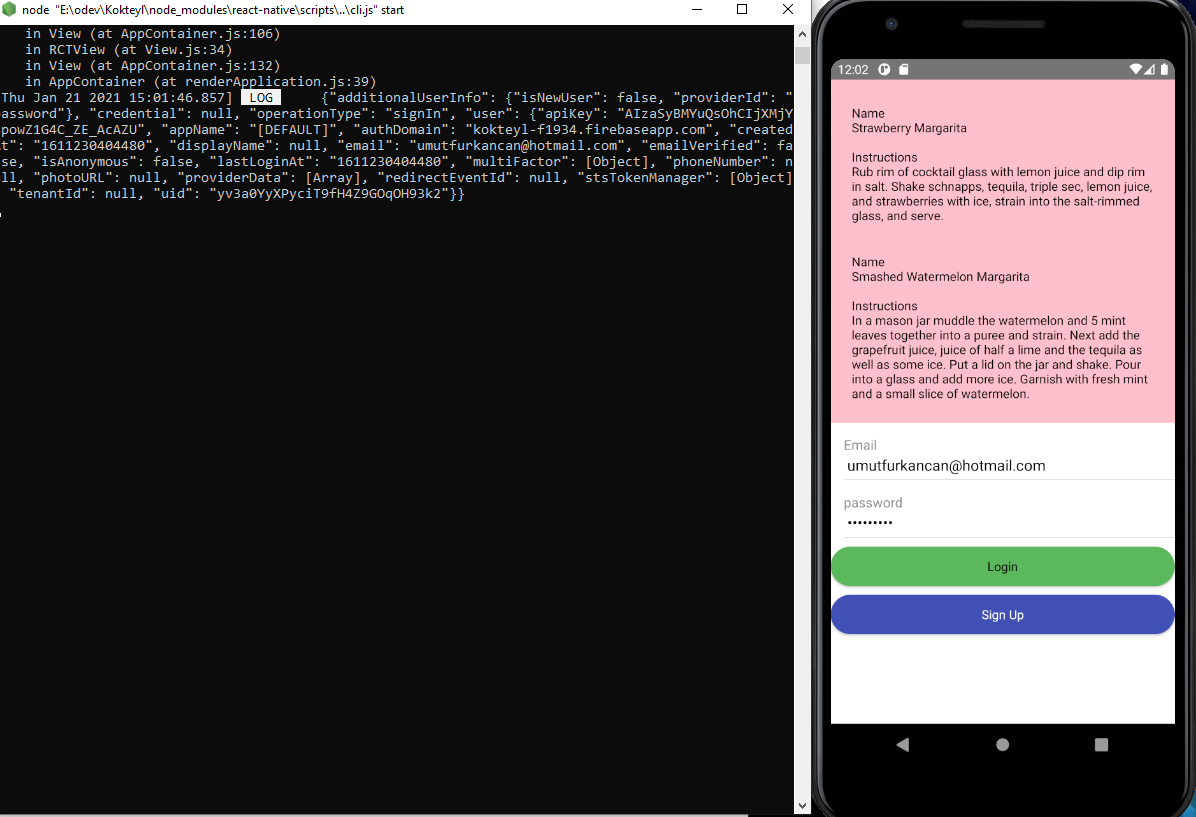 node "E:\odev\Kokteyl\node_modules\react-native\scripts\..\cli.js" start
in View (at AppContainer.js:106)
in RCTView (at View.js:34)
in View (at AppContainer.js:132)
in AppContainer (at renderApplication.js:39)
Thu Jan 21 2021 15:01:46.857] LOG {"additionalUserInfo": {"isNewUser": false, "providerId": "
assword"}, "credential": null, "operationType": "signIn", "user": {"apiKey": "AIzaSyBMYuQsOhCIjXMjY
powZ1G4C_ZE_AcAZU", "appName": "[DEFAULT]", "authDomain": "kokteyl-f1934.firebaseapp.com", "created
t": "1611230404480", "displayName": null, "email": "umutfurkancan@hotmail.com", "emailVerified": fa
se, "isAnonymous": false, "lastLoginAt": "1611230404480", "multiFactor": [Object], "phoneNumber": n
ll, "photoURL": null, "providerData": [Array], "redirectEventId": null, "stsTokenManager": [Object]
"tenantId": null, "uid": "yv3a0YyXPyciT9fH4Z9GOqOH93k2"}}
12:02
Name
Strawberry Margarita
Instructions
Rub rim of cocktail glass with lemon juice and dip rim
in salt. Shake schnapps, tequila, triple sec, lemon juice,
and strawberries with ice, strain into the salt-rimmed
glass, and serve.
Name
Smashed Watermelon Margarita
Instructions
In a mason jar muddle the watermelon and 5 mint
leaves together into a puree and strain. Next add the
grapefruit juice, juice of half a lime and the tequila as
well as some ice. Put a lid on the jar and shake. Pour
into a glass and add more ice. Garnish with fresh mint
and a small slice of watermelon.
Email
umutfurkancan@hotmail.com
password
•••••••••
Login
Sign Up